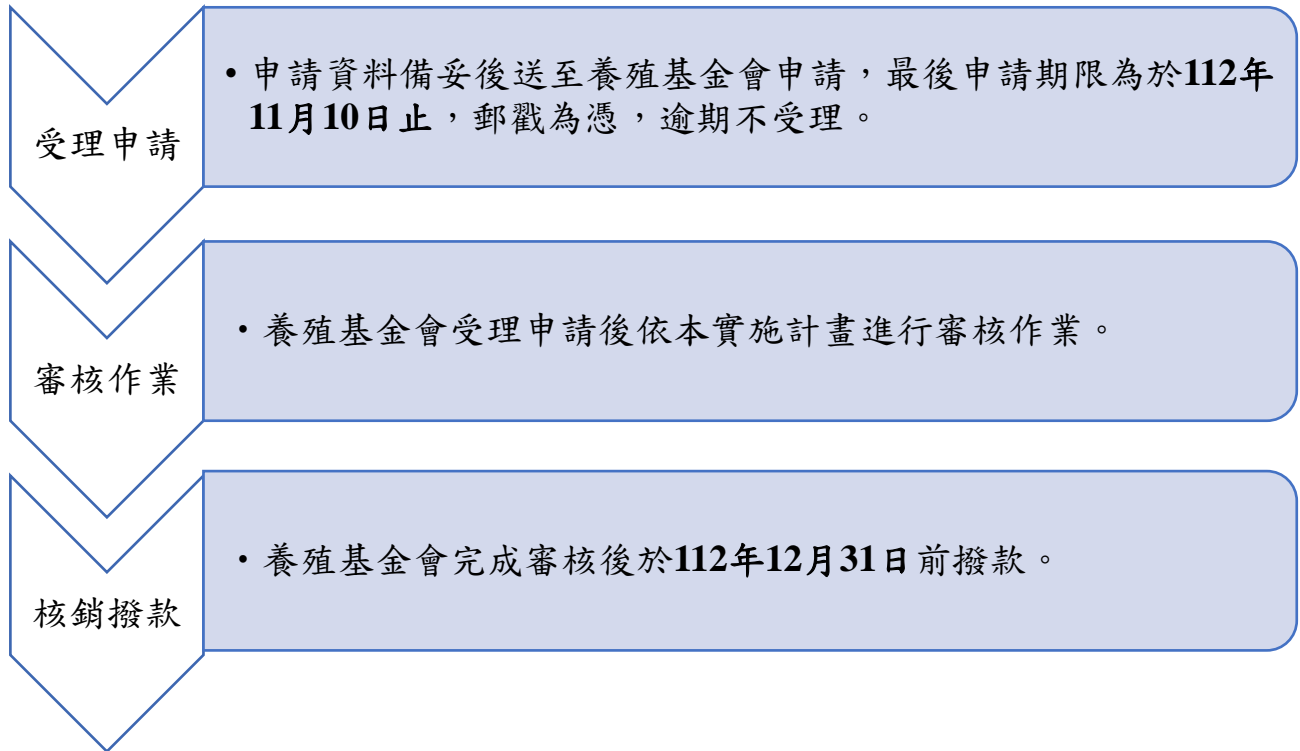 受理申請
•申請資料備妥後送至養殖基金會申請，最後申請期限為於112年
11月10日止，郵戳為憑，逾期不受理。
審核作業
•養殖基金會受理申請後依本實施計畫進行審核作業。
核銷撥款
•養殖基金會完成審核後於112年12月31日前撥款。